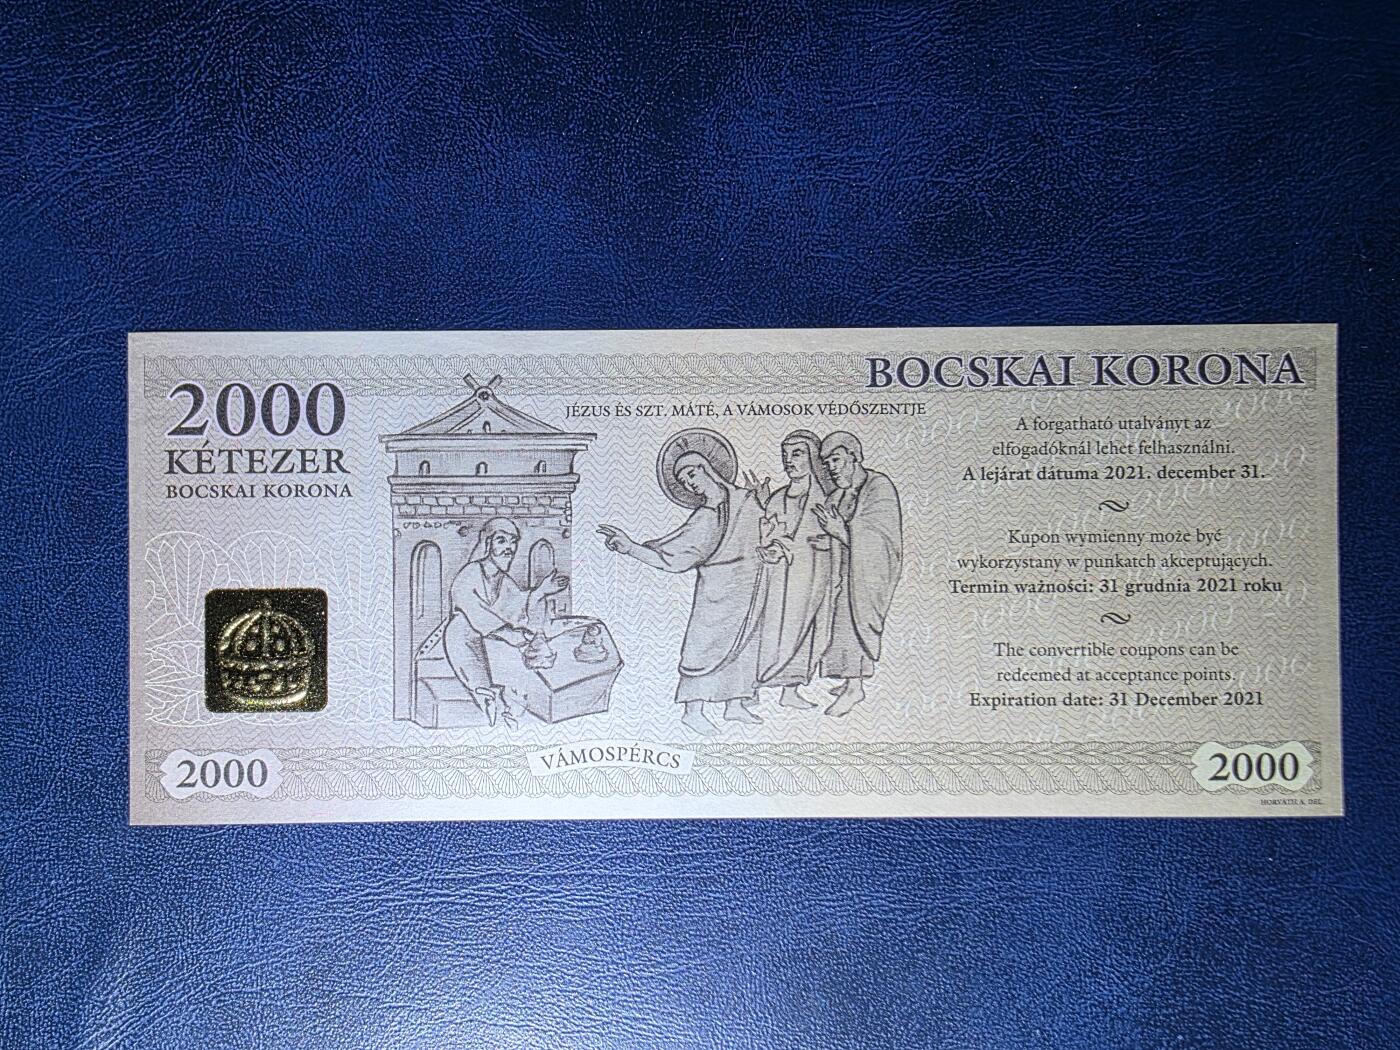 2000
KÉTEZER
BOCSKAI KORONA
JÉZUS ÉS SZT. MÁTÉ, A VÁMOSOK VÉDŐSZENTJE
BOCSKAI KORONA
A forgatható utalványt az
elfogadóknál lehet felhasználni.
A lejárat dátuma 2021. december 31.
Kupon wymienny może być
wykorzystany w punkatch akceptujących.
Termin ważności: 31 grudnia 2021 roku
The convertible coupons can be
redeemed at acceptance points.
Expiration date: 31 December 2021
2000
VÁMOSPÉRCS
2000
HORVÁTH A. DEL.